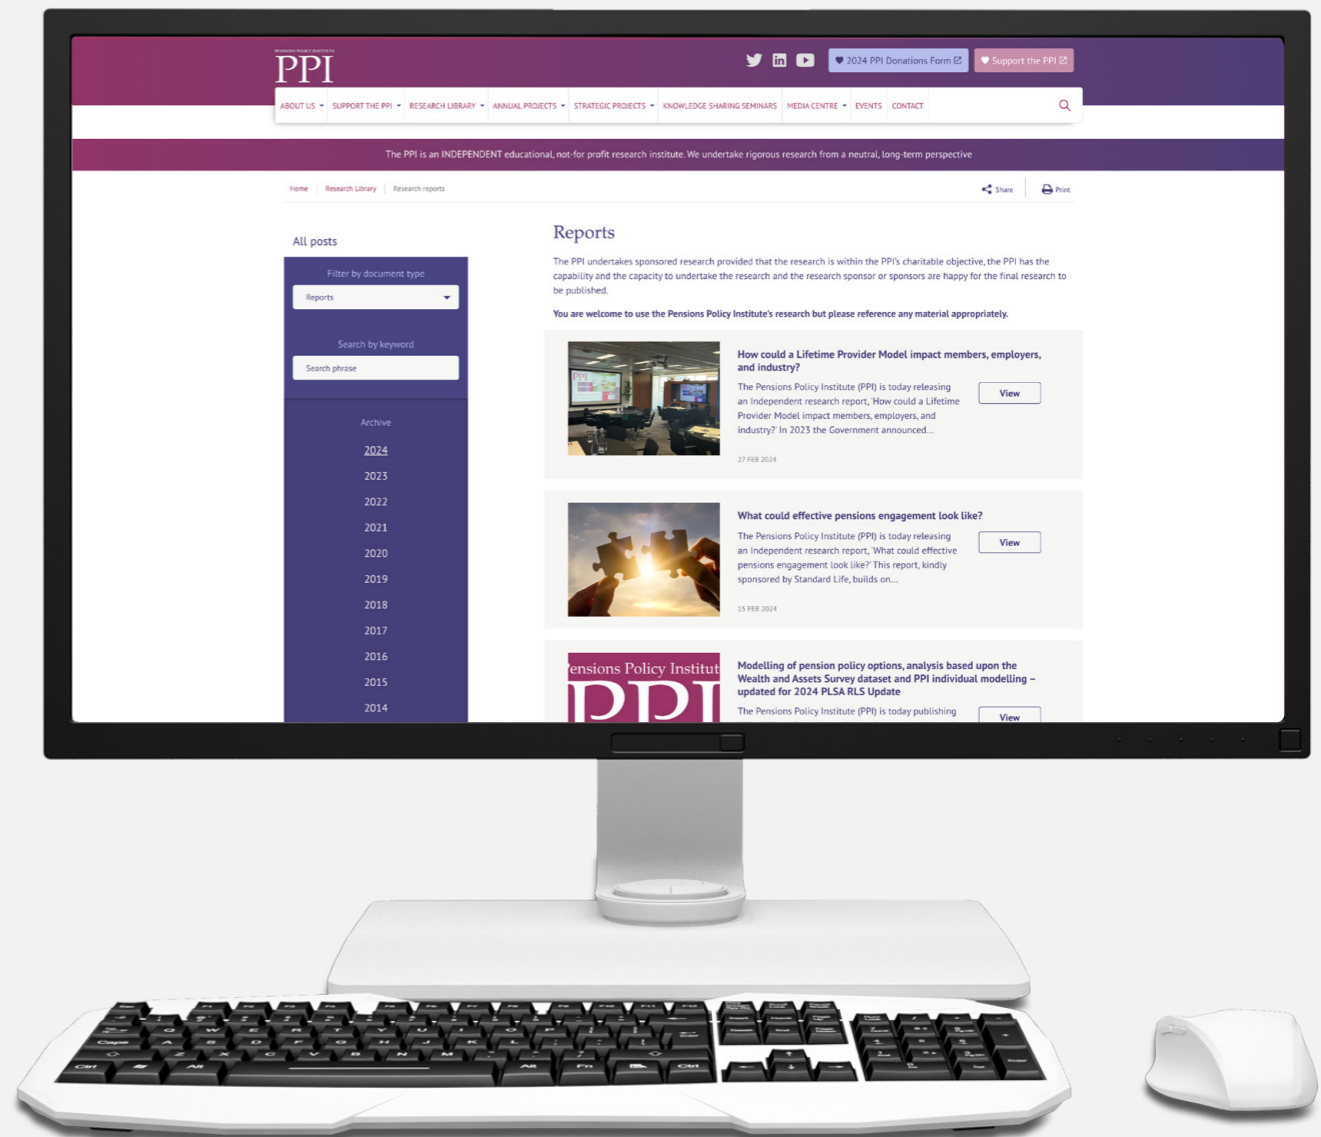 PENSIONS POLICY INSTITUTE
PPI
2024 PPI Donations Form
Support the PPI
ABOUT US
SUPPORT THE PPI
RESEARCH LIBRARY
ANNUAL PROJECTS
STRATEGIC PROJECTS
KNOWLEDGE SHARING SEMINARS
MEDIA CENTRE
EVENTS
CONTACT
The PPI is an INDEPENDENT educational, not-for profit research institute. We undertake rigorous research from a neutral, long-term perspective
Home
Research Library
Research reports
Share
Print
All posts
Filter by document type
Reports
Search by keyword
Search phrase
Archive
2024
2023
2022
2021
2020
2019
2018
2017
2016
2015
2014
Reports
The PPI undertakes sponsored research provided that the research is within the PPI's charitable objective, the PPI has the
capability and the capacity to undertake the research and the research sponsor or sponsors are happy for the final research to
be published.
You are welcome to use the Pensions Policy Institute's research but please reference any material appropriately.
PPI
How could a Lifetime Provider Model impact members, employers,
and industry?
The Pensions Policy Institute (PPI) is today releasing
an Independent research report, 'How could a Lifetime
Provider Model impact members, employers, and
industry?' In 2023 the Government announced...
View
27 FEB 2024
What could effective pensions engagement look like?
The Pensions Policy Institute (PPI) is today releasing
an Independent research report, 'What could effective
pensions engagement look like?' This report, kindly
sponsored by Standard Life, builds on...
View
15 FEB 2024
ensions Policy Institut
PPI
Modelling of pension policy options, analysis based upon the
Wealth and Assets Survey dataset and PPI individual modelling –
updated for 2024 PLSA RLS Update
The Pensions Policy Institute (PPI) is today publishing
View
Q W E R T Y U I O P
Caps A S D F G H J K L
Z X C V B N M
Ctrl Alt Alt Fn Ctrl